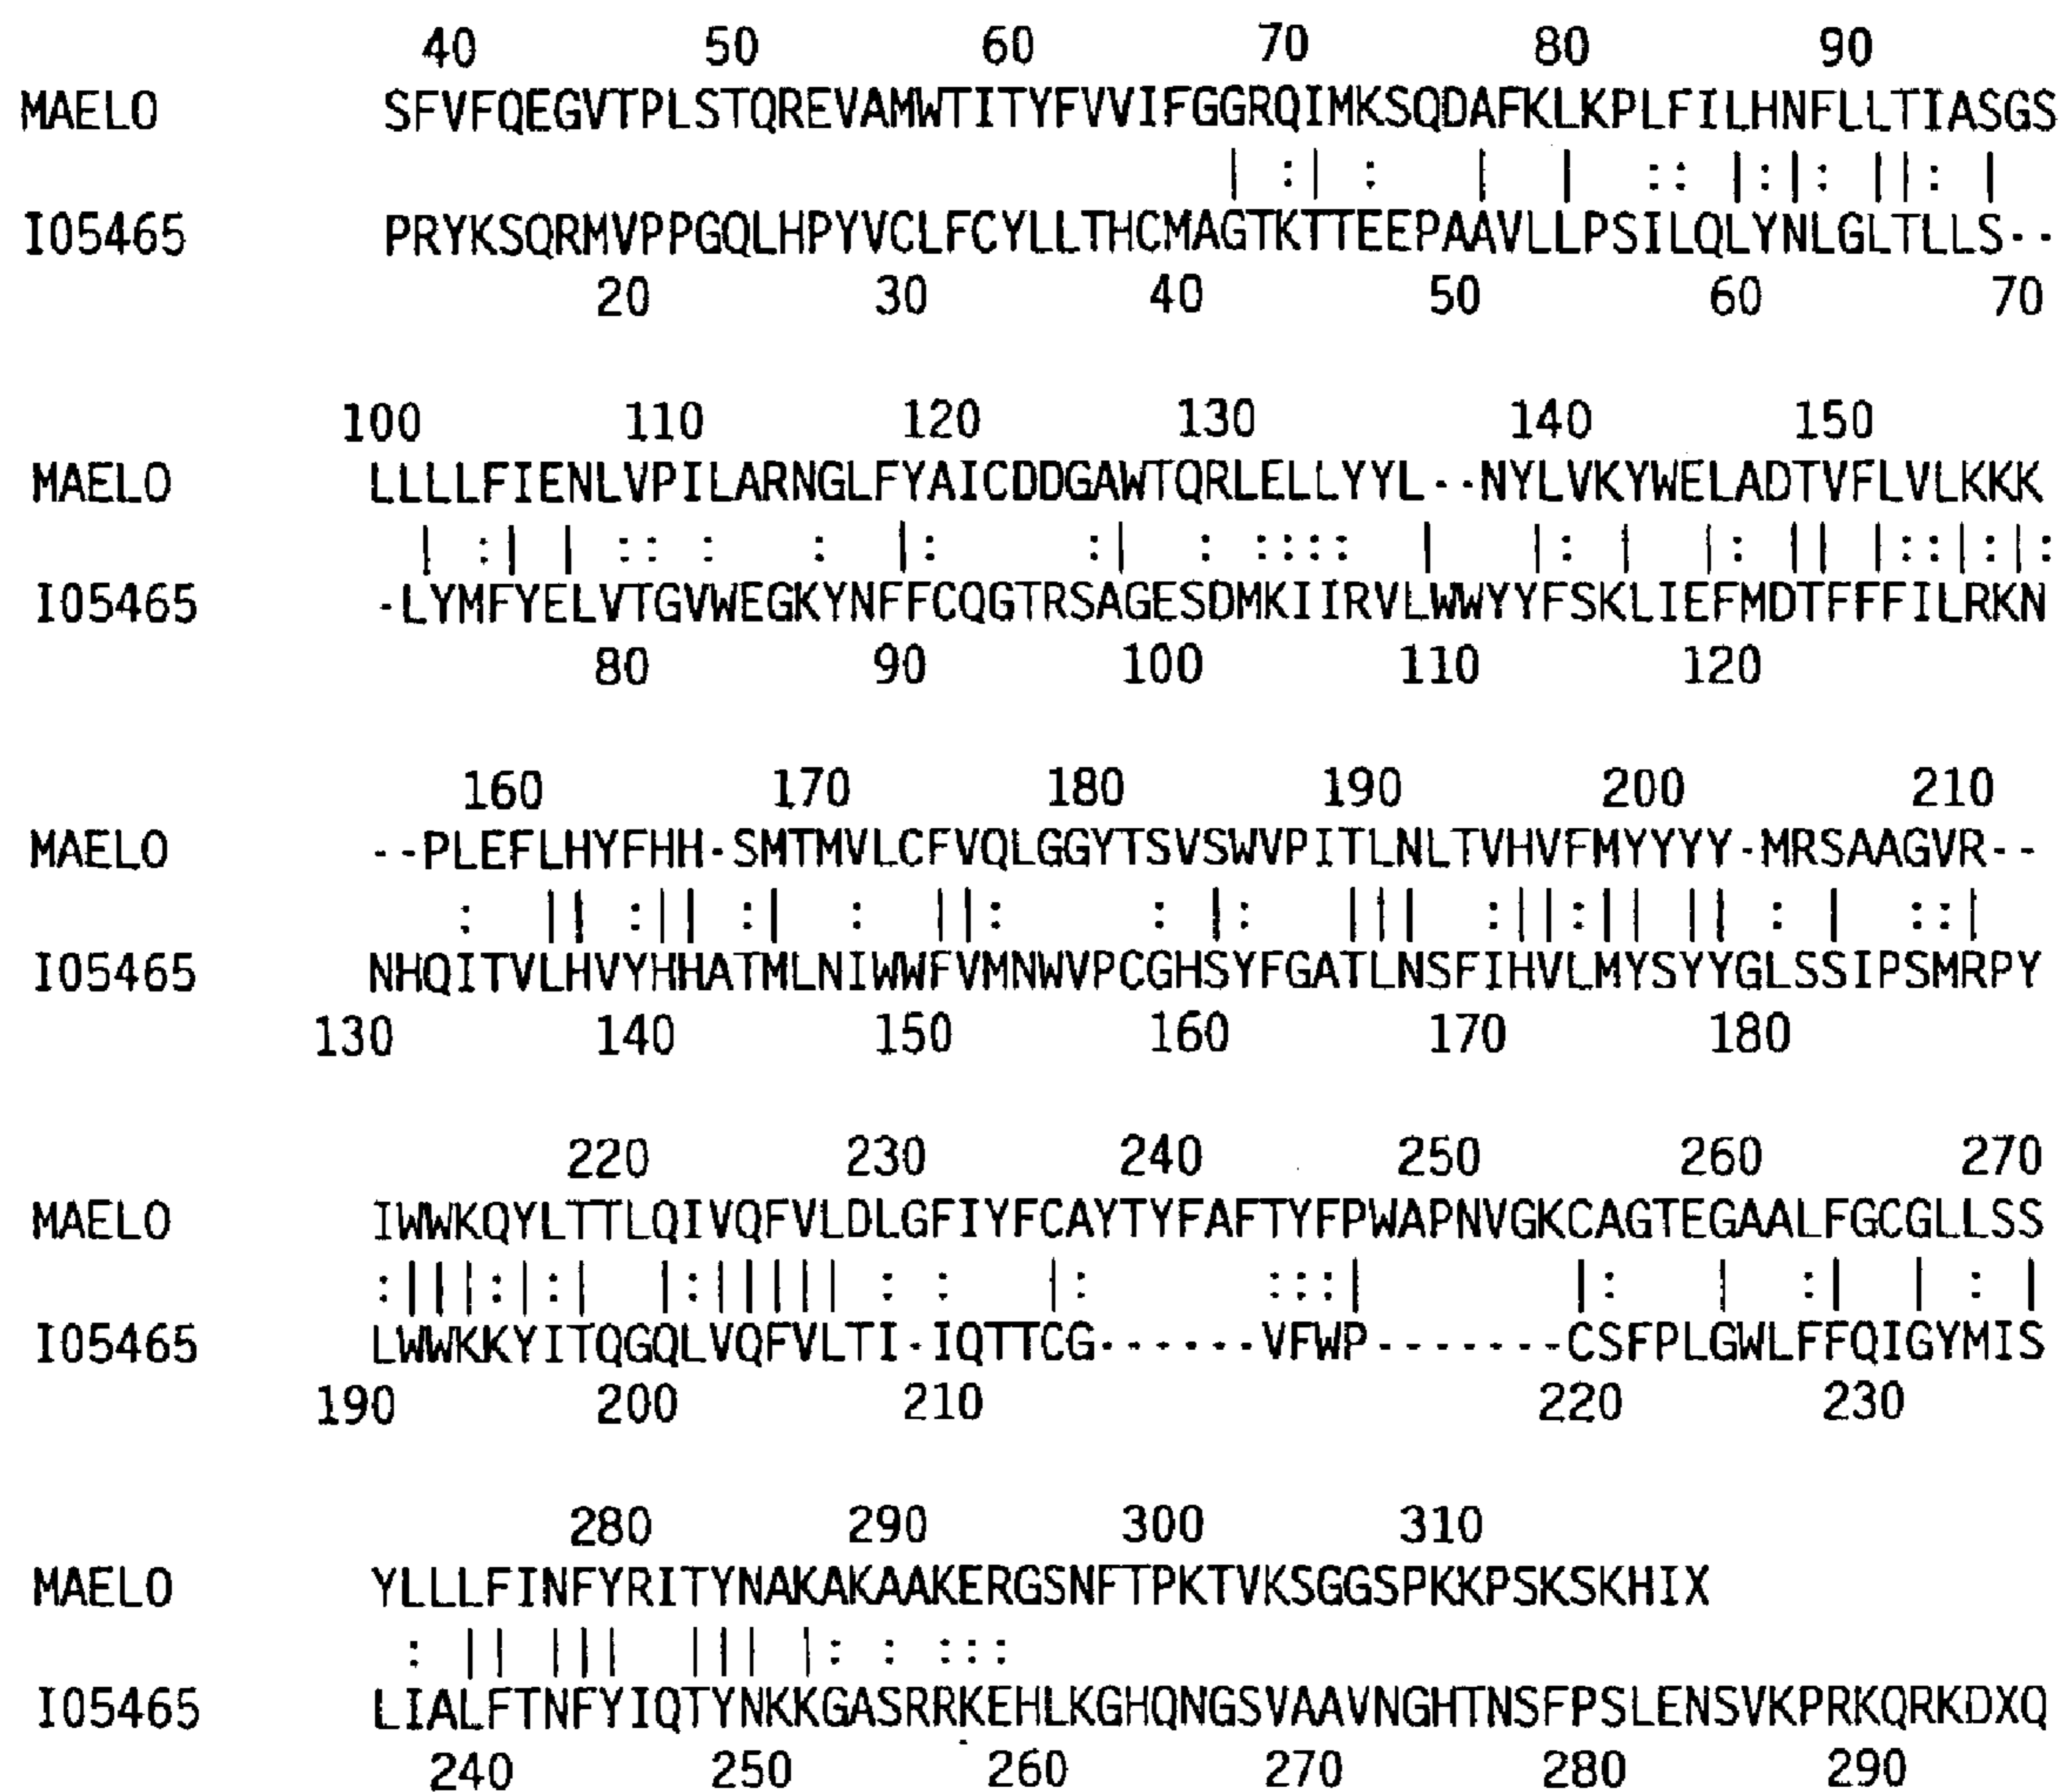 40 50 60 70 80 90
MAELO SFVFQEGVTPLSTQREVAMWTITYFVVIFGGRQIMKSQDAFKLKPLFILHNFLLTIASGS
| :| : | | :: |:|: ||: |
I05465 PRYKSQRMVPPGQLHPYVCLFCYLLTHCMAGTKTTEEPAAVLLPSILQLYNLGLTLLS--
20 30 40 50 60 70
100 110 120 130 140 150
MAELO LLLLFIENLVPILARNGLFYAICDDGAWTQRLELLYYL--NYLVKYWELADTVFLVLKKK
| :| | :: : : |: :| : :::: | |: | |: || |::|:|:
I05465 -LYMFYELVTGVWEGKYNFFCQGTRSAGESDMKIIRVLWWYYFSKLIEFMDTFFFILRKN
80 90 100 110 120
160 170 180 190 200 210
MAELO --PLEFLHYFHH-SMTMVLCFVQLGGYTSVSWVPITLNLTVHVFMYYYY-MRSAAGVR--
: || :|| :| : ||: : |: ||| :||:|| || : | ::|
I05465 NHQITVLHVYHHATMLNIWWFVMNWVPCGHSYFGATLNSFIHVLMYSYYGLSSIPSMRPY
130 140 150 160 170 180
220 230 240 250 260 270
MAELO IWWKQYLTTLQIVQFVLDLGFIYFCAYTYFAFTYFPWAPNVGKCAGTEGAALFGCGLLSS
:|||:|:| |:||||| : : |: :::| |: | :| | : |
I05465 LWWKKYITQGQLVQFVLTI-IQTTCG------VFWP-------CSFPLGWLFFQIGYMIS
190 200 210 220 230
280 290 300 310
MAELO YLLLFINFYRITYNAKAKAAKERGSNFTPKTVKSGGSPKKPSKSKHIX
: || ||| ||| |: : :::
I05465 LIALFTNFYIQTYNKKGASRRKEHLKGHQNGSVAAVNGHTNSFPSLENSVKPRKQRKDXQ
240 250 260 270 280 290